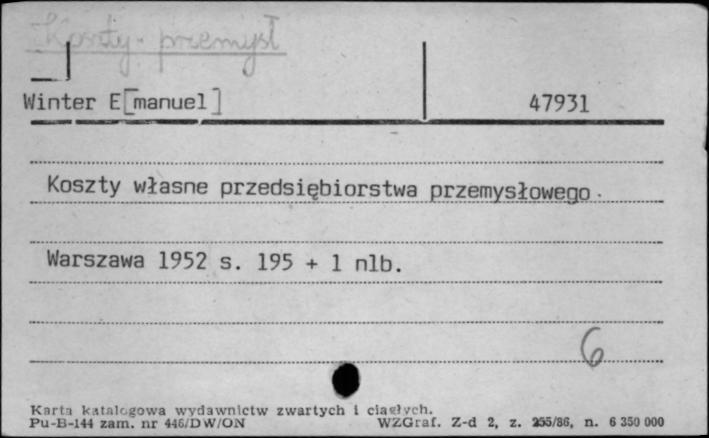 Koszty - przemysł
Winter E[manuel] 47931
Koszty własne przedsiębiorstwa przemysłowego.
Warszawa 1952 s. 195 + 1 nlb.
6
Karta katalogowa wydawnictw zwartych i ciągłych.
Pu-B-144 zam. nr 446/DW/ON WZGraf. Z-d 2, z. 255/86, n. 6 350 000